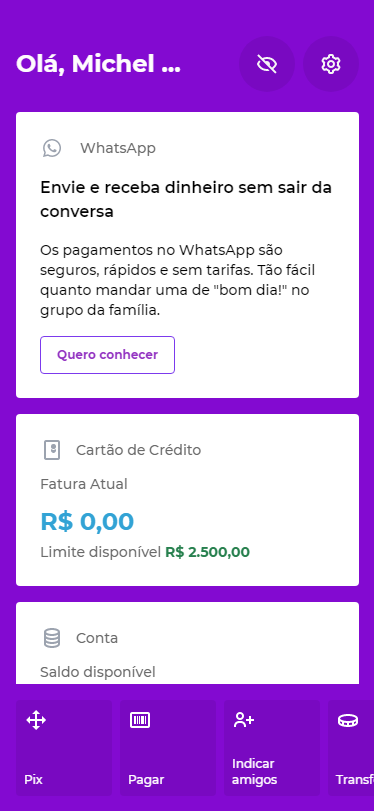 Olá, Michel ...
WhatsApp
Envie e receba dinheiro sem sair da
conversa
Os pagamentos no WhatsApp são
seguros, rápidos e sem tarifas. Tão fácil
quanto mandar uma de "bom dia!" no
grupo da família.
Quero conhecer
Cartão de Crédito
Fatura Atual
R$ 0,00
Limite disponível R$ 2.500,00
Conta
Saldo disponível
Pix
Pagar
Indicar
amigos
Transfe